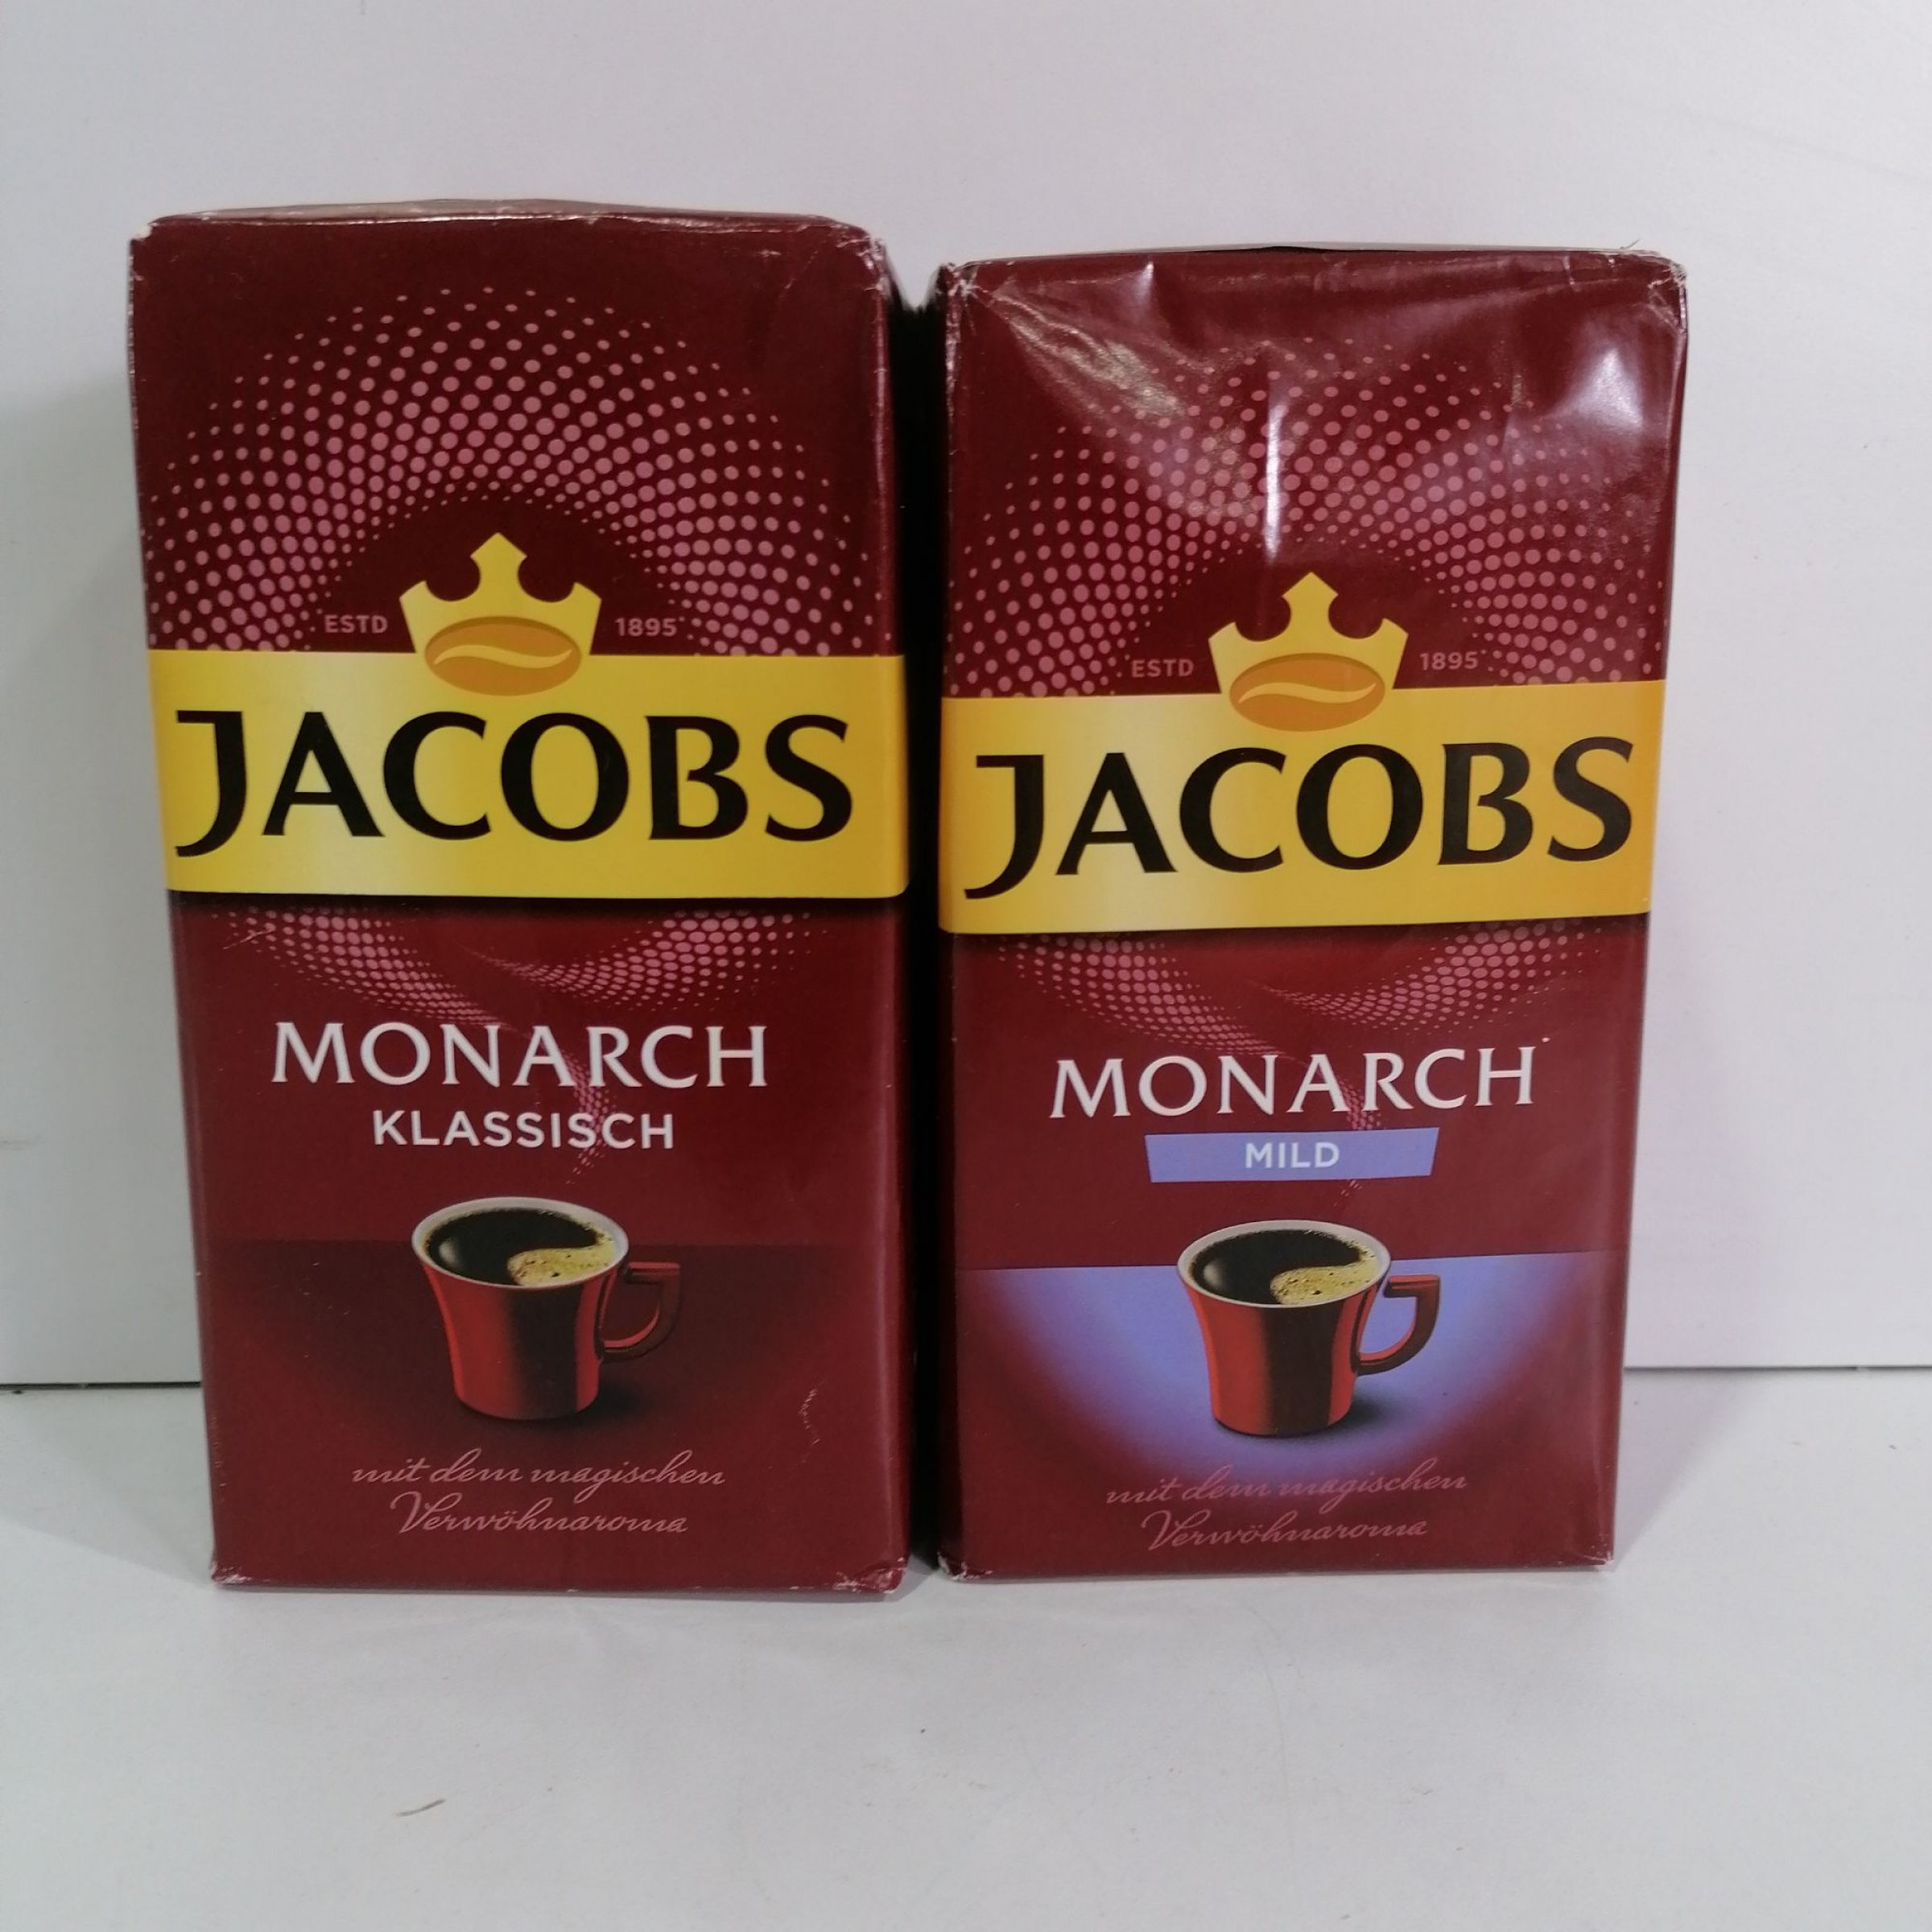 ESTD 1895
JACOBS
MONARCH
KLASSISCH
mit dem magischen
Verwöhnaroma
ESTD 1895
JACOBS
MONARCH
MILD
mit dem magischen
Verwöhnaroma